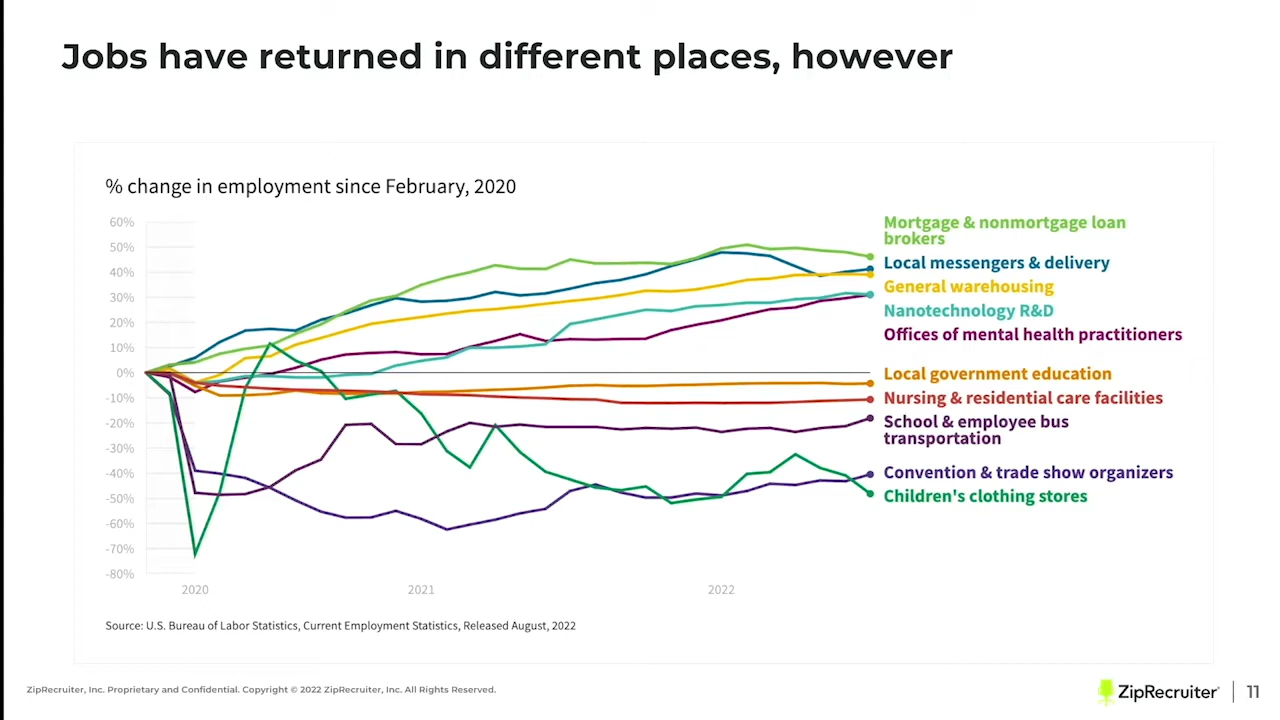 Jobs have returned in different places, however
% change in employment since February, 2020
60%
50%
40%
30%
20%
10%
0%
-10%
-20%
-30%
-40%
-50%
-60%
-70%
-80%
2020
2021
2022
Mortgage & nonmortgage loan
brokers
Local messengers & delivery
General warehousing
Nanotechnology R&D
Offices of mental health practitioners
Local government education
Nursing & residential care facilities
School & employee bus
transportation
Convention & trade show organizers
Children's clothing stores
Source: U.S. Bureau of Labor Statistics, Current Employment Statistics, Released August, 2022
ZipRecruiter, Inc. Proprietary and Confidential. Copyright © 2022 ZipRecruiter, Inc. All Rights Reserved.
ZipRecruiter
11